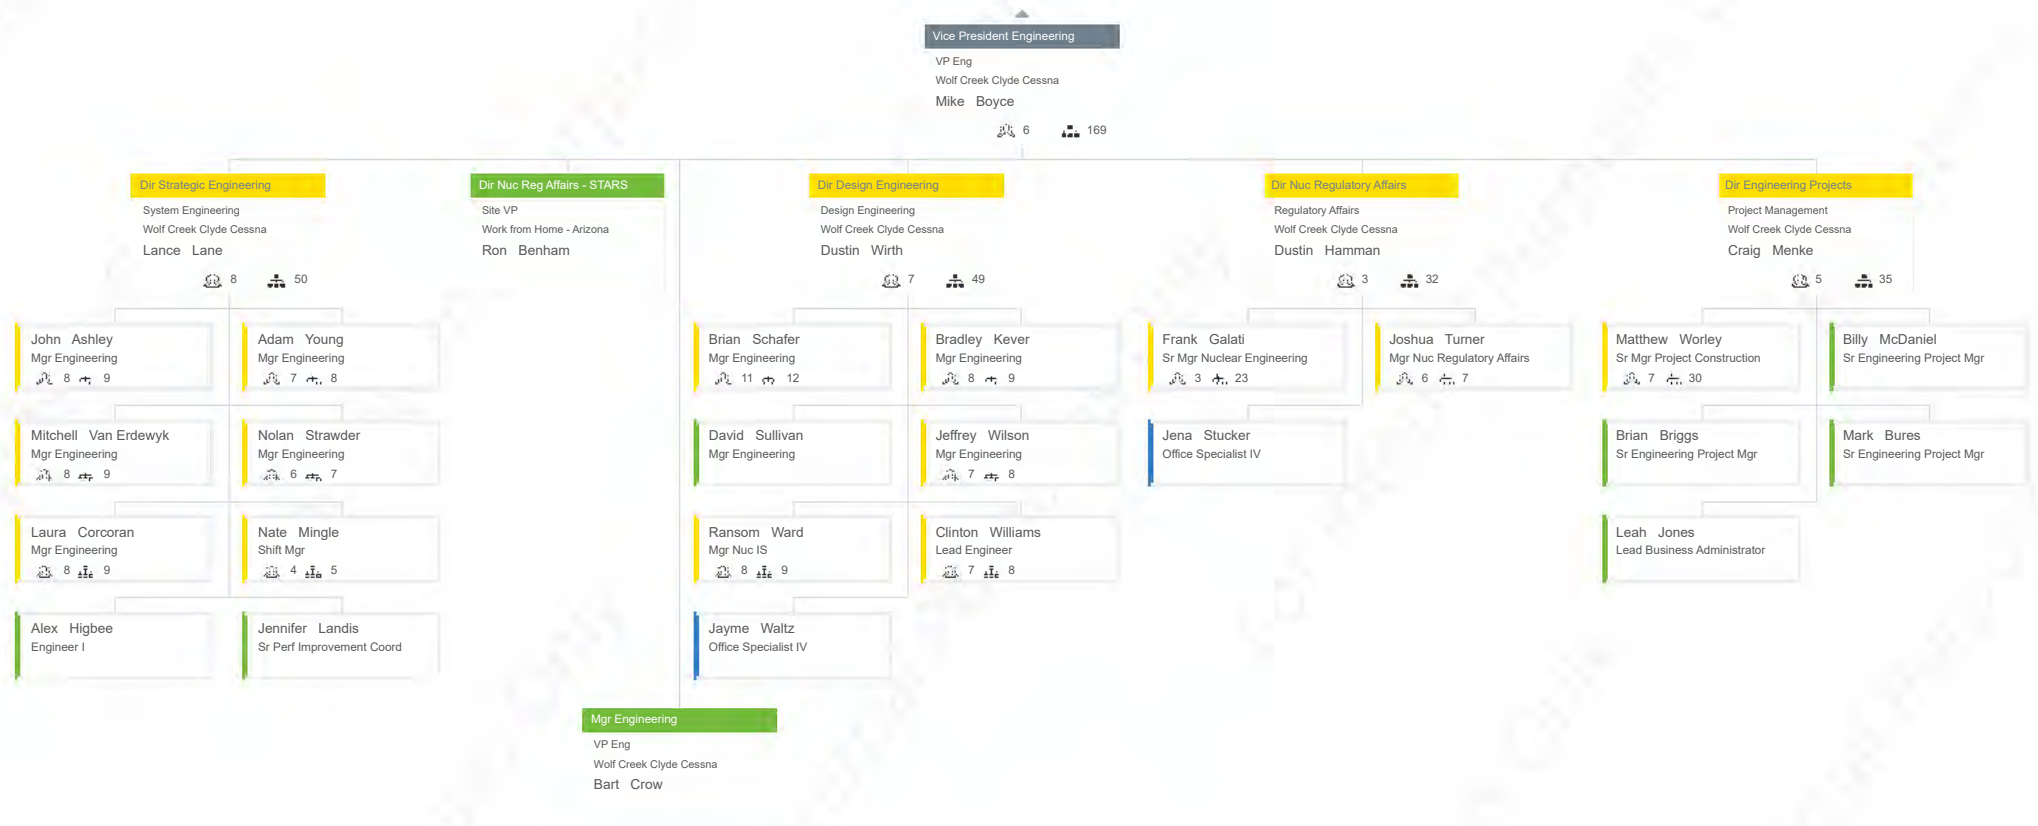 Vice President Engineering
VP Eng
Wolf Creek Clyde Cessna
Mike Boyce
6 169
Dir Strategic Engineering
System Engineering
Wolf Creek Clyde Cessna
Lance Lane
8 50
Dir Nuc Reg Affairs - STARS
Site VP
Work from Home - Arizona
Ron Benham
Dir Design Engineering
Design Engineering
Wolf Creek Clyde Cessna
Dustin Wirth
7 49
Dir Nuc Regulatory Affairs
Regulatory Affairs
Wolf Creek Clyde Cessna
Dustin Hamman
3 32
Dir Engineering Projects
Project Management
Wolf Creek Clyde Cessna
Craig Menke
5 35
John Ashley
Mgr Engineering
8 9
Adam Young
Mgr Engineering
7 8
Mitchell Van Erdewyk
Mgr Engineering
8 9
Nolan Strawder
Mgr Engineering
6 7
Laura Corcoran
Mgr Engineering
8 9
Nate Mingle
Shift Mgr
4 5
Alex Higbee
Engineer I
Jennifer Landis
Sr Perf Improvement Coord
Brian Schafer
Mgr Engineering
11 12
Bradley Kever
Mgr Engineering
8 9
David Sullivan
Mgr Engineering
Jeffrey Wilson
Mgr Engineering
7 8
Ransom Ward
Mgr Nuc IS
8 9
Clinton Williams
Lead Engineer
7 8
Jayme Waltz
Office Specialist IV
Frank Galati
Sr Mgr Nuclear Engineering
3 23
Joshua Turner
Mgr Nuc Regulatory Affairs
6 7
Jena Stucker
Office Specialist IV
Matthew Worley
Sr Mgr Project Construction
7 30
Billy McDaniel
Sr Engineering Project Mgr
Brian Briggs
Sr Engineering Project Mgr
Mark Bures
Sr Engineering Project Mgr
Leah Jones
Lead Business Administrator
Mgr Engineering
VP Eng
Wolf Creek Clyde Cessna
Bart Crow